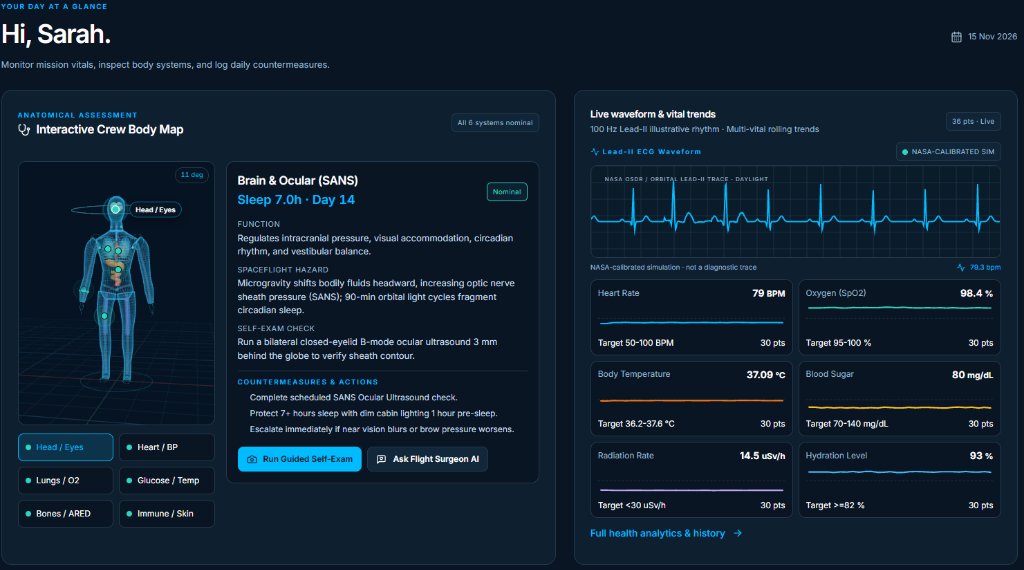 YOUR DAY AT A GLANCE
Hi, Sarah.
15 Nov 2026
Monitor mission vitals, inspect body systems, and log daily countermeasures.
ANATOMICAL ASSESSMENT
Interactive Crew Body Map
All 6 systems nominal
11 deg
Head / Eyes
Brain & Ocular (SANS)
Sleep 7.0h · Day 14
Nominal
FUNCTION
Regulates intracranial pressure, visual accommodation, circadian
rhythm, and vestibular balance.
SPACEFLIGHT HAZARD
Microgravity shifts bodily fluids headward, increasing optic nerve
sheath pressure (SANS); 90-min orbital light cycles fragment
circadian sleep.
SELF-EXAM CHECK
Run a bilateral closed-eyelid B-mode ocular ultrasound 3 mm
behind the globe to verify sheath contour.
COUNTERMEASURES & ACTIONS
Complete scheduled SANS Ocular Ultrasound check.
Protect 7+ hours sleep with dim cabin lighting 1 hour pre-sleep.
Escalate immediately if near vision blurs or brow pressure worsens.
Run Guided Self-Exam
Ask Flight Surgeon AI
Head / Eyes
Heart / BP
Lungs / O2
Glucose / Temp
Bones / ARED
Immune / Skin
Live waveform & vital trends
100 Hz Lead-II illustrative rhythm · Multi-vital rolling trends
36 pts · Live
Lead-II ECG Waveform
NASA-CALIBRATED SIM
NASA OSDR / ORBITAL LEAD-II TRACE · DAYLIGHT
NASA-calibrated simulation · not a diagnostic trace
79.3 bpm
Heart Rate
79 BPM
Target 50-100 BPM
30 pts
Oxygen (SpO2)
98.4 %
Target 95-100 %
30 pts
Body Temperature
37.09 °C
Target 36.2-37.6 °C
30 pts
Blood Sugar
80 mg/dL
Target 70-140 mg/dL
30 pts
Radiation Rate
14.5 uSv/h
Target <30 uSv/h
30 pts
Hydration Level
93 %
Target >=82 %
30 pts
Full health analytics & history →